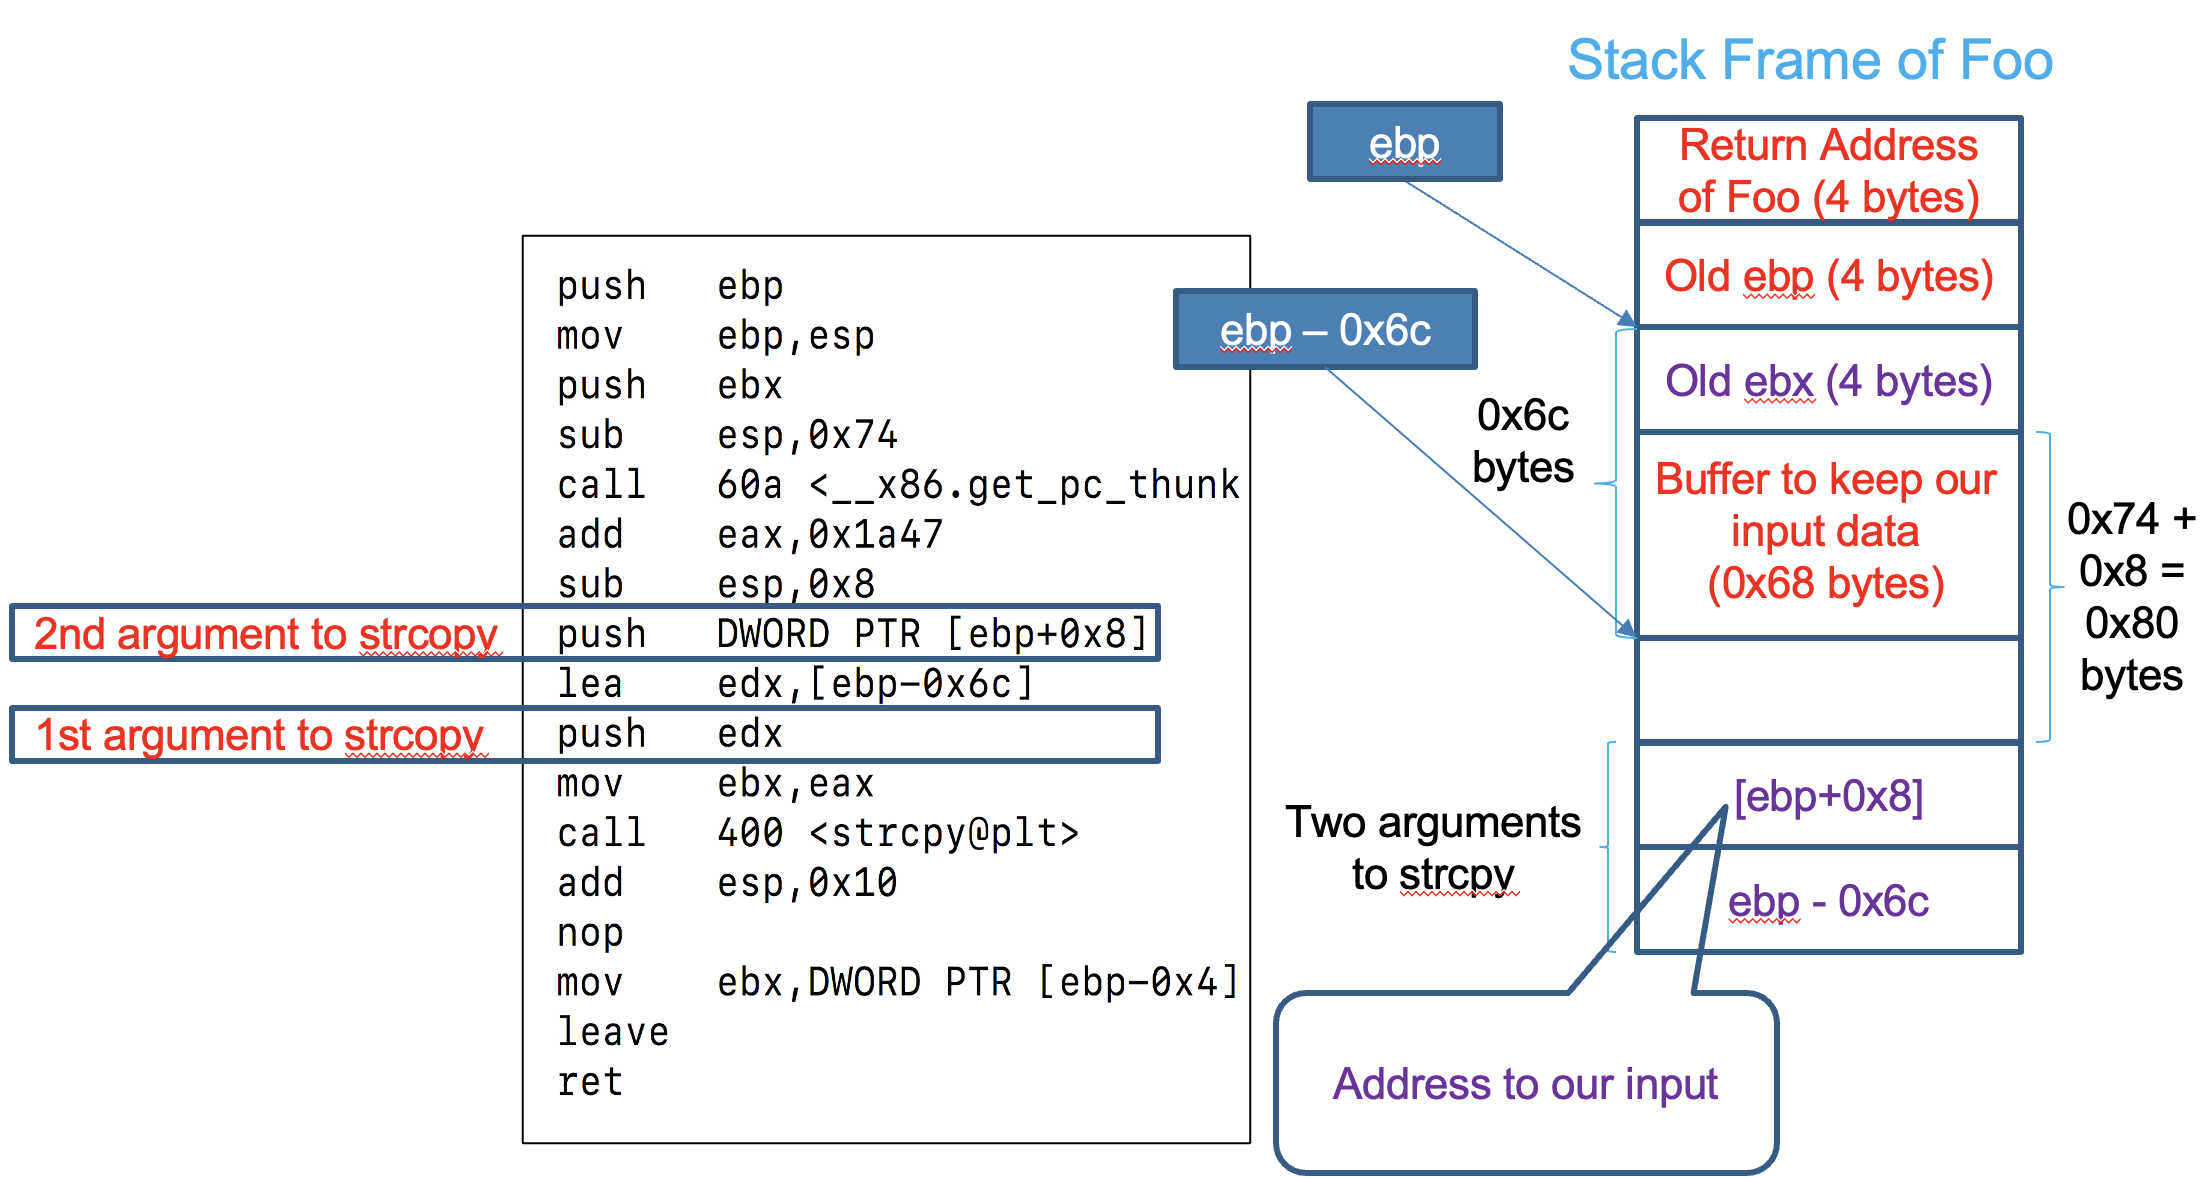 Stack Frame of Foo
ebp
Return Address
of Foo (4 bytes)
Old ebp (4 bytes)
ebp – 0x6c
Old ebx (4 bytes)
0x6c
bytes
Buffer to keep our
input data
(0x68 bytes)
0x74 +
0x8 =
0x80
bytes
push ebp
mov ebp,esp
push ebx
sub esp,0x74
call 60a <__x86.get_pc_thunk
add eax,0x1a47
sub esp,0x8
2nd argument to strcopy push DWORD PTR [ebp+0x8]
lea edx,[ebp-0x6c]
1st argument to strcopy push edx
mov ebx,eax
call 400 <strcpy@plt>
add esp,0x10
nop
mov ebx,DWORD PTR [ebp-0x4]
leave
ret
Two arguments
to strcpy
[ebp+0x8]
ebp - 0x6c
Address to our input